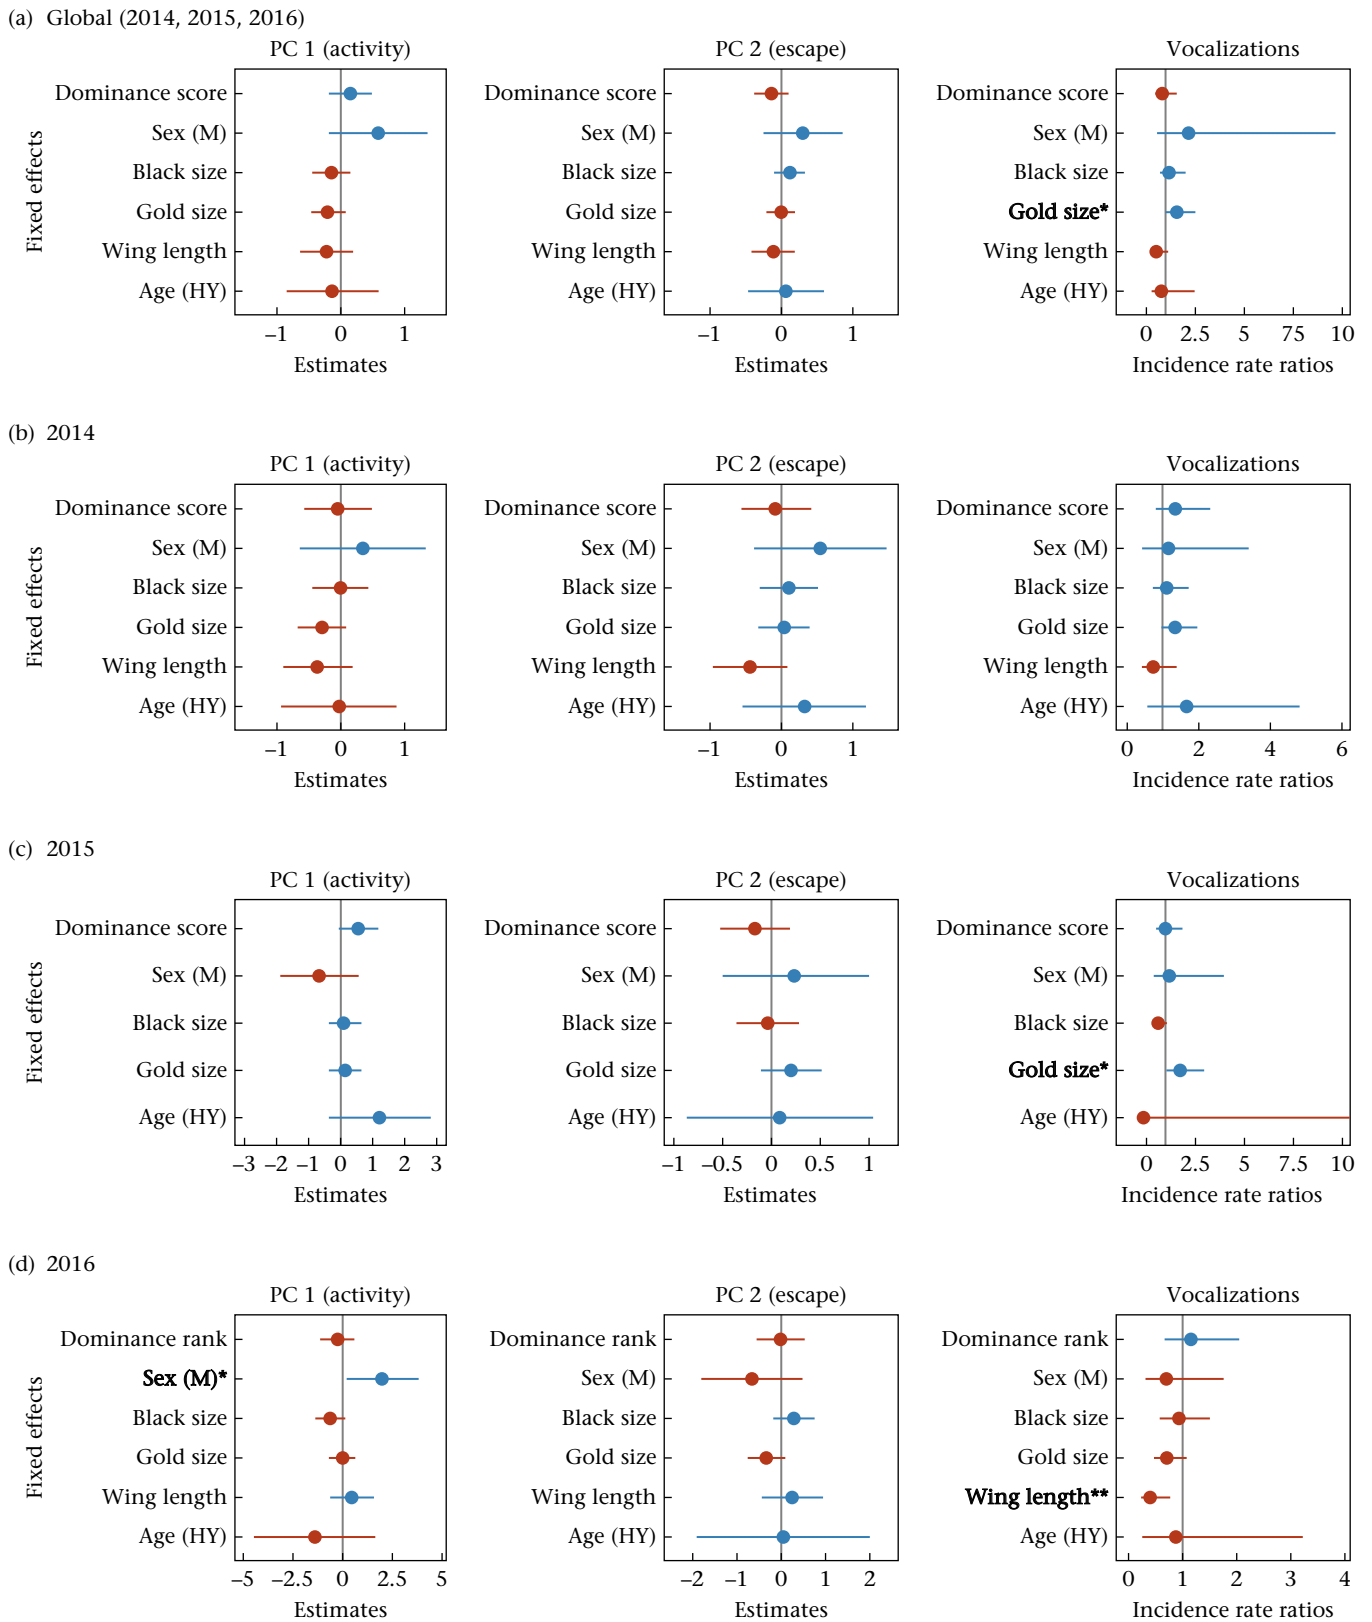 (a) Global (2014, 2015, 2016)
PC 1 (activity)
PC 2 (escape)
Vocalizations
Fixed effects
Dominance score
Sex (M)
Black size
Gold size
Wing length
Age (HY)
–1 0 1
Estimates
Dominance score
Sex (M)
Black size
Gold size
Wing length
Age (HY)
–1 0 1
Estimates
Dominance score
Sex (M)
Black size
Gold size*
Wing length
Age (HY)
0 2.5 5 75 10
Incidence rate ratios
(b) 2014
PC 1 (activity)
PC 2 (escape)
Vocalizations
Fixed effects
Dominance score
Sex (M)
Black size
Gold size
Wing length
Age (HY)
–1 0 1
Estimates
Dominance score
Sex (M)
Black size
Gold size
Wing length
Age (HY)
–1 0 1
Estimates
Dominance score
Sex (M)
Black size
Gold size
Wing length
Age (HY)
0 2 4 6
Incidence rate ratios
(c) 2015
PC 1 (activity)
PC 2 (escape)
Vocalizations
Fixed effects
Dominance score
Sex (M)
Black size
Gold size
Age (HY)
–3 –2 –1 0 1 2 3
Estimates
Dominance score
Sex (M)
Black size
Gold size
Age (HY)
–1 –0.5 0 0.5 1
Estimates
Dominance score
Sex (M)
Black size
Gold size*
Age (HY)
0 2.5 5 7.5 10
Incidence rate ratios
(d) 2016
PC 1 (activity)
PC 2 (escape)
Vocalizations
Fixed effects
Dominance rank
Sex (M)*
Black size
Gold size
Wing length
Age (HY)
–5 –2.5 0 2.5 5
Estimates
Dominance rank
Sex (M)
Black size
Gold size
Wing length
Age (HY)
–2 –1 0 1 2
Estimates
Dominance rank
Sex (M)
Black size
Gold size
Wing length**
Age (HY)
0 1 2 3 4
Incidence rate ratios